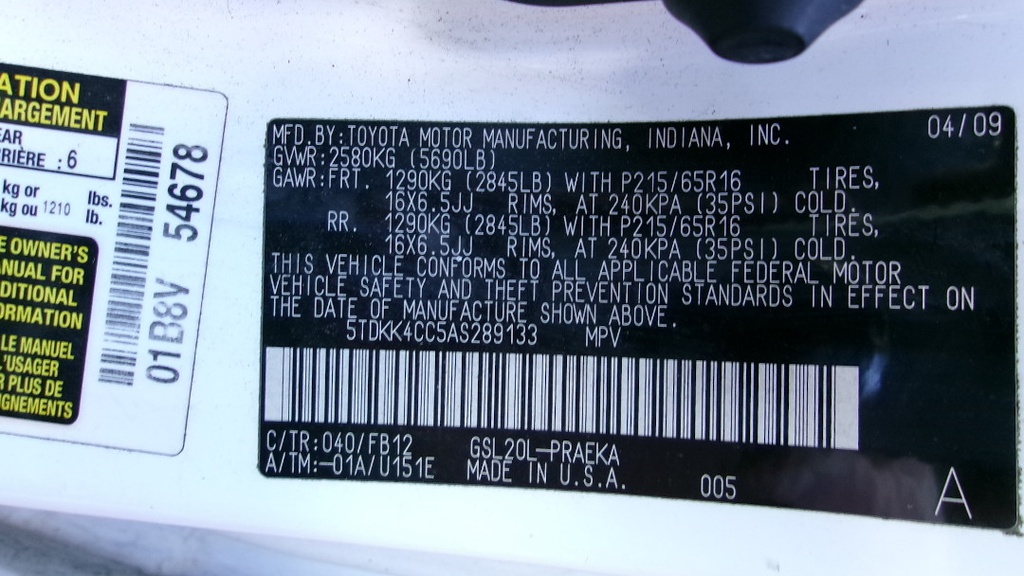 ATION
ARGEMENT
EAR
RRIÈRE : 6
kg or lbs.
kg ou 1210 lb.
E OWNER'S
ANUAL FOR
DITIONAL
ORMATION
LE MANUEL
L'USAGER
R PLUS DE
IGNEMENTS
01B8V 54678
MFD.BY:TOYOTA MOTOR MANUFACTURING, INDIANA, INC. 04/09
GVWR:2580KG (5690LB)
GAWR:FRT. 1290KG (2845LB) WITH P215/65R16 TIRES,
16X6.5JJ RIMS, AT 240KPA (35PSI) COLD.
RR. 1290KG (2845LB) WITH P215/65R16 TIRES,
16X6.5JJ RIMS, AT 240KPA (35PSI) COLD.
THIS VEHICLE CONFORMS TO ALL APPLICABLE FEDERAL MOTOR
VEHICLE SAFETY AND THEFT PREVENTION STANDARDS IN EFFECT ON
THE DATE OF MANUFACTURE SHOWN ABOVE.
5TDKK4CC5AS289133 MPV
C/TR:040/FB12 GSL20L-PRAEKA
A/TM:-01A/U151E MADE IN U.S.A. 005 A